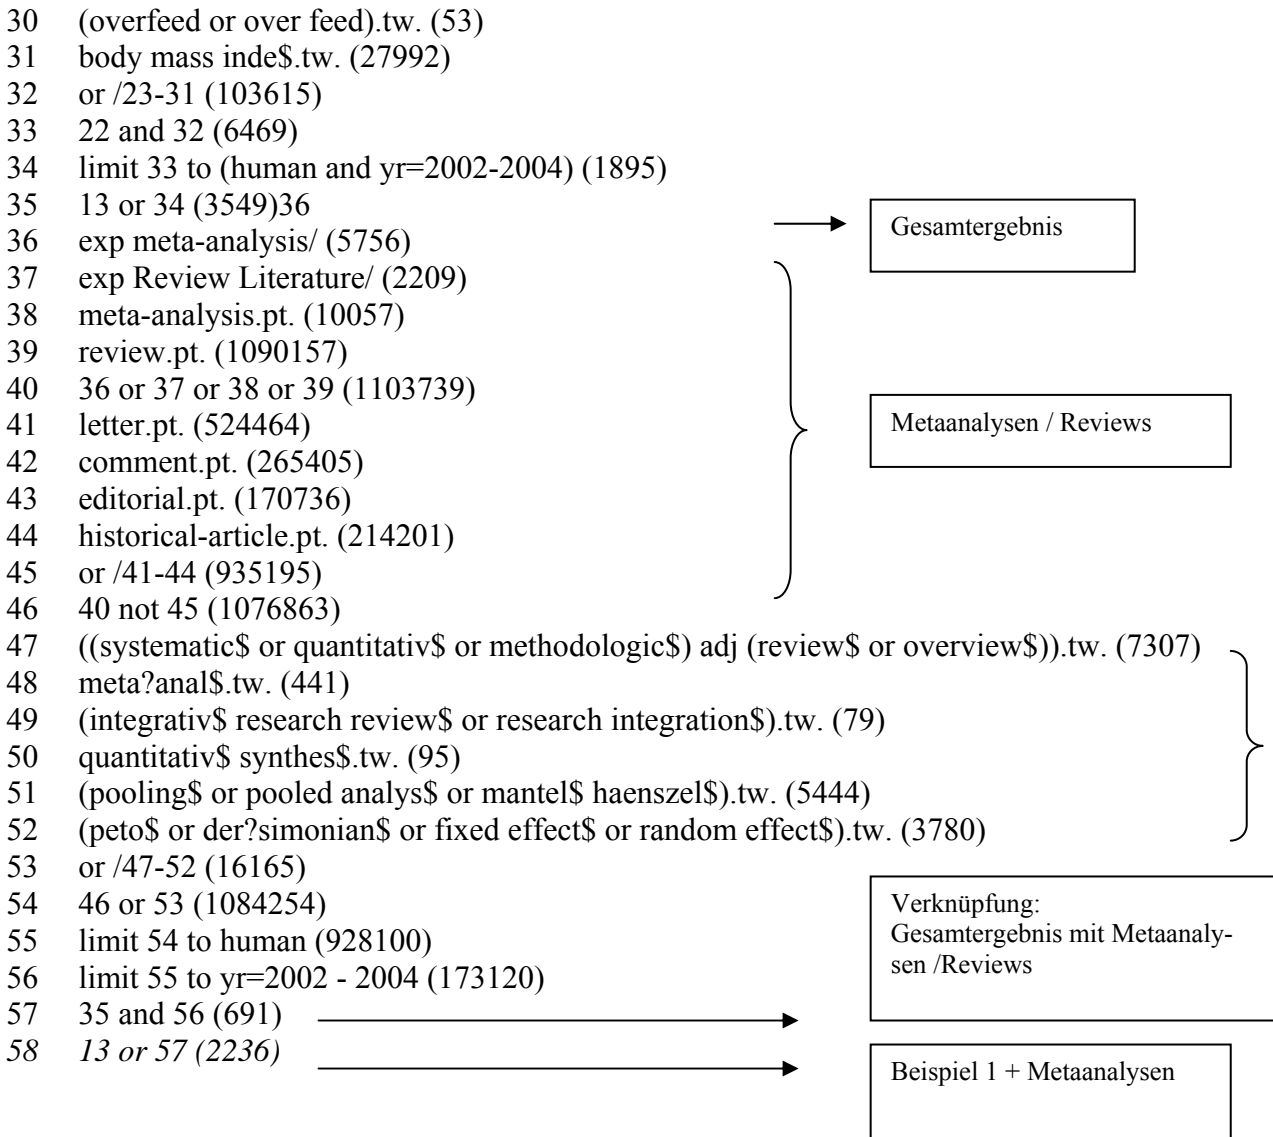 30 (overfeed or over feed).tw. (53)
31 body mass inde$.tw. (27992)
32 or /23-31 (103615)
33 22 and 32 (6469)
34 limit 33 to (human and yr=2002-2004) (1895)
35 13 or 34 (3549)36
Gesamtergebnis
36 exp meta-analysis/ (5756)
37 exp Review Literature/ (2209)
38 meta-analysis.pt. (10057)
39 review.pt. (1090157)
40 36 or 37 or 38 or 39 (1103739)
41 letter.pt. (524464)
Metaanalysen / Reviews
42 comment.pt. (265405)
43 editorial.pt. (170736)
44 historical-article.pt. (214201)
45 or /41-44 (935195)
46 40 not 45 (1076863)
47 ((systematic$ or quantitativ$ or methodologic$) adj (review$ or overview$)).tw. (7307)
48 meta?anal$.tw. (441)
49 (integrativ$ research review$ or research integration$).tw. (79)
50 quantitativ$ synthes$.tw. (95)
51 (pooling$ or pooled analys$ or mantel$ haenszel$).tw. (5444)
52 (peto$ or der?simonian$ or fixed effect$ or random effect$).tw. (3780)
53 or /47-52 (16165)
54 46 or 53 (1084254)
55 limit 54 to human (928100)
56 limit 55 to yr=2002 - 2004 (173120)
57 35 and 56 (691)
Verknüpfung:
Gesamtergebnis mit Metaanaly-
sen /Reviews
58 13 or 57 (2236)
Beispiel 1 + Metaanalysen